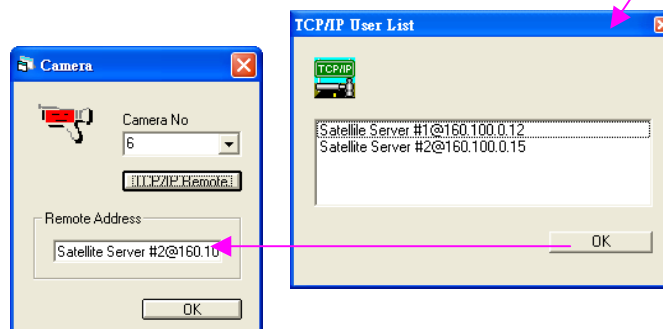 TCP/IP User List
TCP/IP
Satellile Server #1@160.100.0.12
Satellite Server #2@160.100.0.15
OK
Camera
Camera No
6
TCP/IP Remote
Remote Address
Satellite Server #2@160.10
OK